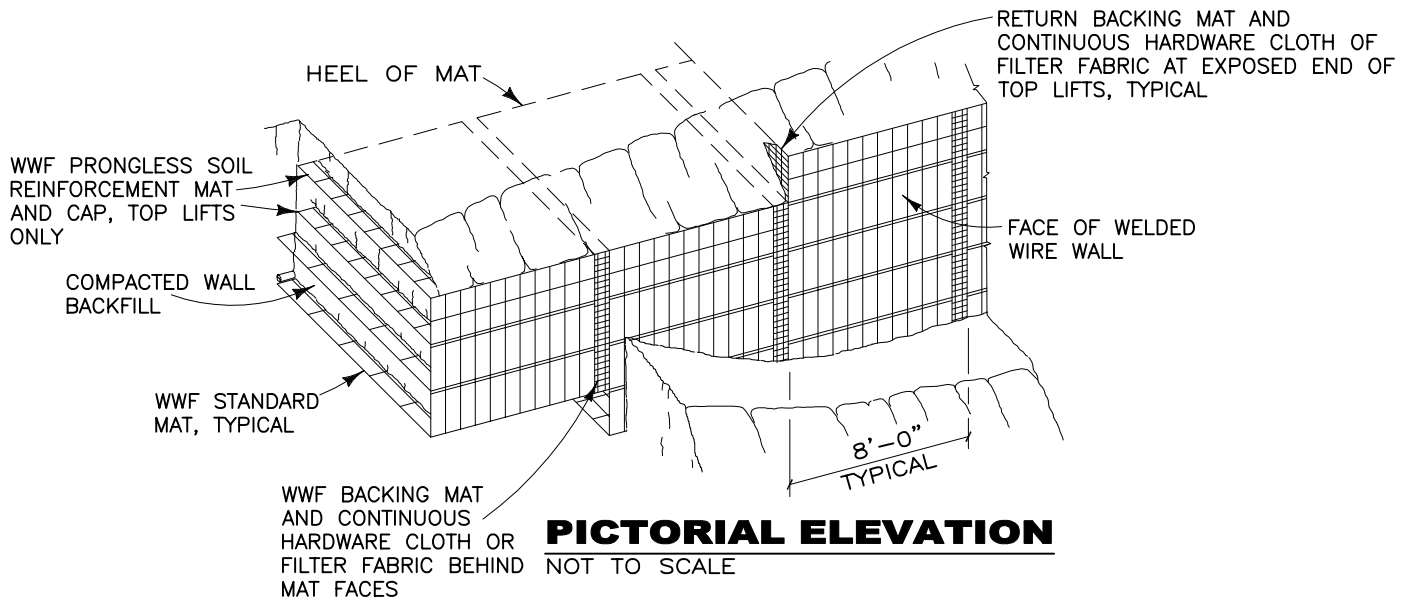 RETURN BACKING MAT AND
CONTINUOUS HARDWARE CLOTH OF
FILTER FABRIC AT EXPOSED END OF
TOP LIFTS, TYPICAL
HEEL OF MAT
WWF PRONGLESS SOIL
REINFORCEMENT MAT
AND CAP, TOP LIFTS
ONLY
FACE OF WELDED
WIRE WALL
COMPACTED WALL
BACKFILL
WWF STANDARD
MAT, TYPICAL
8'-0"
TYPICAL
WWF BACKING MAT
AND CONTINUOUS
HARDWARE CLOTH OR
FILTER FABRIC BEHIND
MAT FACES
PICTORIAL ELEVATION
NOT TO SCALE